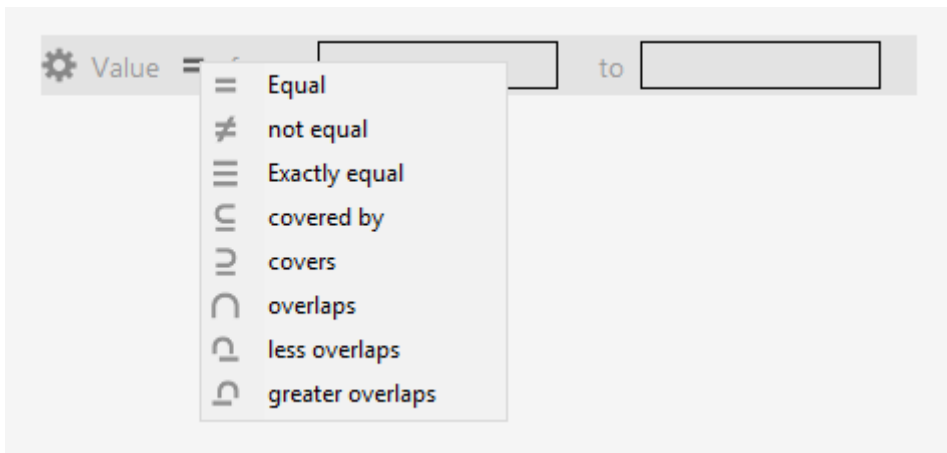 Value = to
= Equal
≠ not equal
≡ Exactly equal
⊆ covered by
⊇ covers
∩ overlaps
less overlaps
greater overlaps